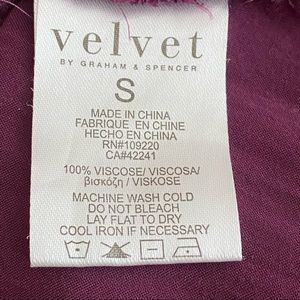 velvet
BY GRAHAM & SPENCER
S
MADE IN CHINA
FABRIQUE EN CHINE
HECHO EN CHINA
RN#109220
CA#42241
100% VISCOSE/ VISCOSA/
βισκόζη / VISKOSE
MACHINE WASH COLD
DO NOT BLEACH
LAY FLAT TO DRY
COOL IRON IF NECESSARY